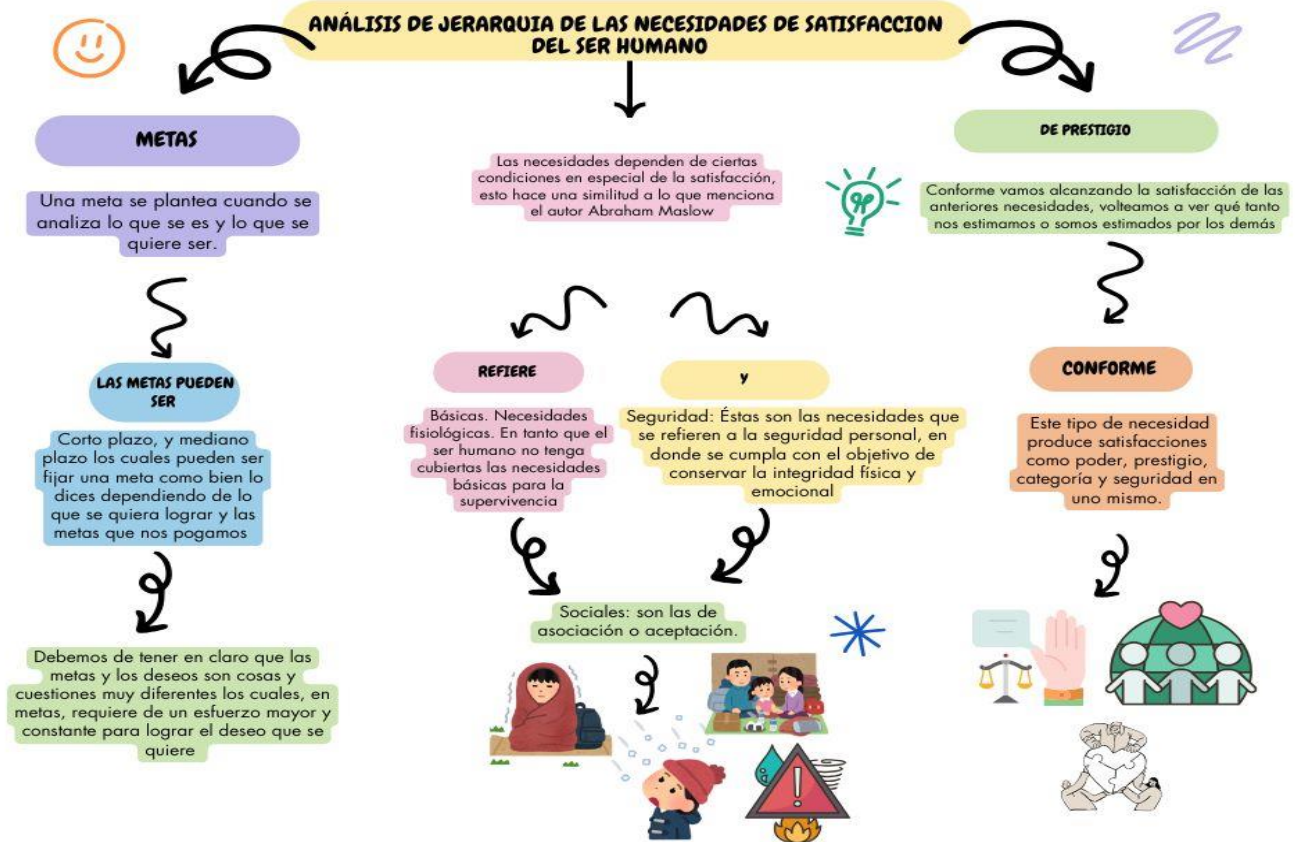 ANÁLISIS DE JERARQUIA DE LAS NECESIDADES DE SATISFACCION
DEL SER HUMANO
METAS
Una meta se plantea cuando se
analiza lo que se es y lo que se
quiere ser.
LAS METAS PUEDEN
SER
Corto plazo, y mediano
plazo los cuales pueden ser
fijar una meta como bien lo
dices dependiendo de lo
que se quiera lograr y las
metas que nos pogamos
Debemos de tener en claro que las
metas y los deseos son cosas y
cuestiones muy diferentes los cuales, en
metas, requiere de un esfuerzo mayor y
constante para lograr el deseo que se
quiere
Las necesidades dependen de ciertas
condiciones en especial de la satisfacción,
esto hace una similitud a lo que menciona
el autor Abraham Maslow
REFIERE
Básicas. Necesidades
fisiológicas. En tanto que el
ser humano no tenga
cubiertas las necesidades
básicas para la
supervivencia
Y
Seguridad: Éstas son las necesidades que
se refieren a la seguridad personal, en
donde se cumpla con el objetivo de
conservar la integridad física y
emocional
Sociales: son las de
asociación o aceptación.
DE PRESTIGIO
Conforme vamos alcanzando la satisfacción de las
anteriores necesidades, volteamos a ver qué tanto
nos estimamos o somos estimados por los demás
CONFORME
Este tipo de necesidad
produce satisfacciones
como poder, prestigio,
categoría y seguridad en
uno mismo.